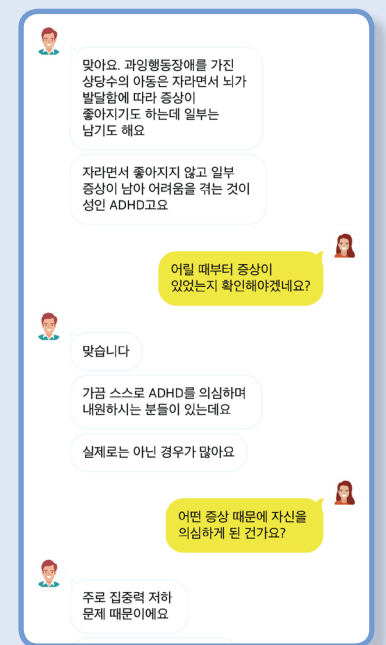 맞아요. 과잉행동장애를 가진
상당수의 아동은 자라면서 뇌가
발달함에 따라 증상이
좋아지기도 하는데 일부는
남기도 해요
자라면서 좋아지지 않고 일부
증상이 남아 어려움을 겪는 것이
성인 ADHD고요
어릴 때부터 증상이
있었는지 확인해야겠네요?
맞습니다
가끔 스스로 ADHD를 의심하며
내원하시는 분들이 있는데요
실제로는 아닌 경우가 많아요
어떤 증상 때문에 자신을
의심하게 된 건가요?
주로 집중력 저하
문제 때문이에요